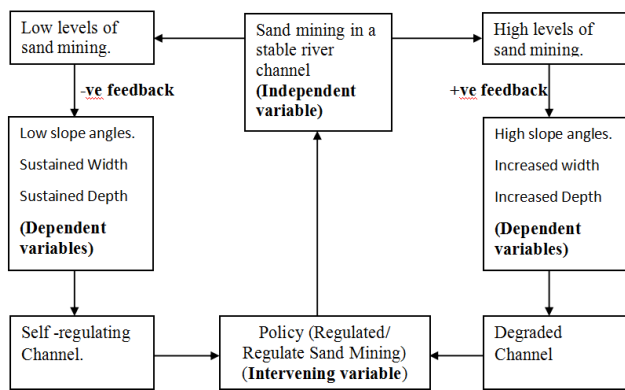 Low levels of
sand mining.
Sand mining in a
stable river
channel
(Independent
variable)
High levels of
sand mining.
-ve feedback
+ve feedback
Low slope angles.
Sustained Width
Sustained Depth
(Dependent
variables)
High slope angles.
Increased width
Increased Depth
(Dependent
variables)
Self -regulating
Channel.
Policy (Regulated/
Regulate Sand Mining)
(Intervening variable)
Degraded
Channel